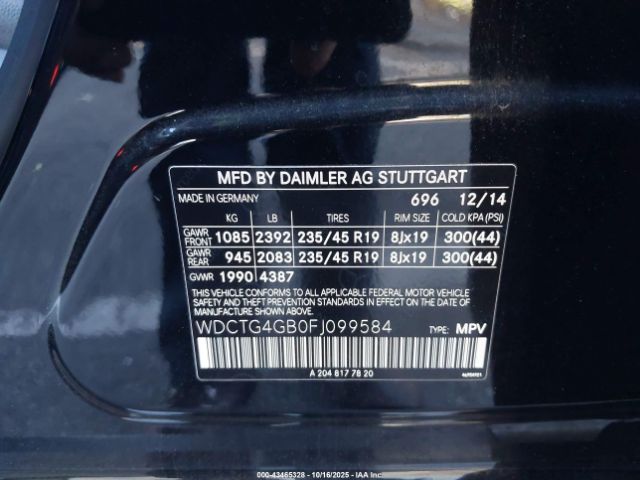 MFD BY DAIMLER AG STUTTGART
MADE IN GERMANY 696 12/14
KG LB TIRES RIM SIZE COLD KPA(PSI)
GAWR FRONT 1085 2392 235/45 R19 8Jx19 300(44)
GAWR REAR 945 2083 235/45 R19 8Jx19 300(44)
GVWR 1990 4387
THIS VEHICLE CONFORMS TO ALL APPLICABLE FEDERAL MOTOR VEHICLE
SAFETY, BUMPER, AND THEFT PREVENTION STANDARDS IN EFFECT ON THE DATE OF
MANUFACTURE SHOWN ABOVE.
WDCTG4GB0FJ099584 TYPE: MPV
A 204 817 78 20
000-43465328 - 10/16/2025 - © 2025 IAA Inc.